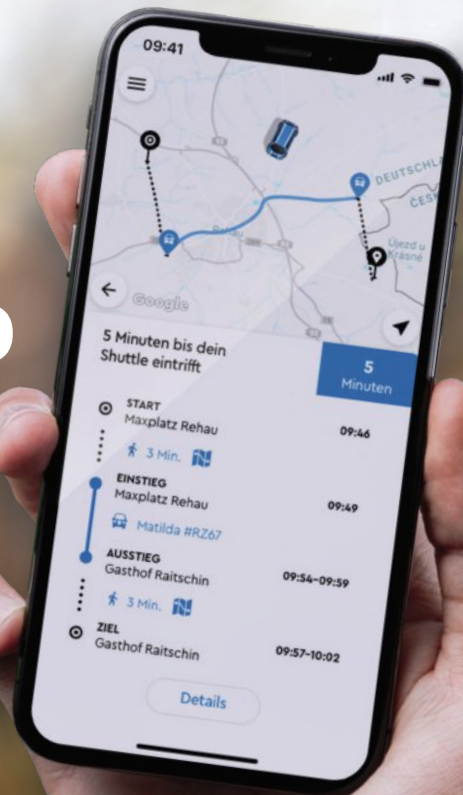 09:41
DEUTSCHLA
ČESK
Rehau
Újezd u
Krásné
Google
5 Minuten bis dein
Shuttle eintrifft
5
Minuten
START
Maxplatz Rehau
09:46
3 Min.
EINSTIEG
Maxplatz Rehau
09:49
Matilda #RZ67
AUSSTIEG
Gasthof Raitschin
09:54-09:59
3 Min.
ZIEL
Gasthof Raitschin
09:57-10:02
Details